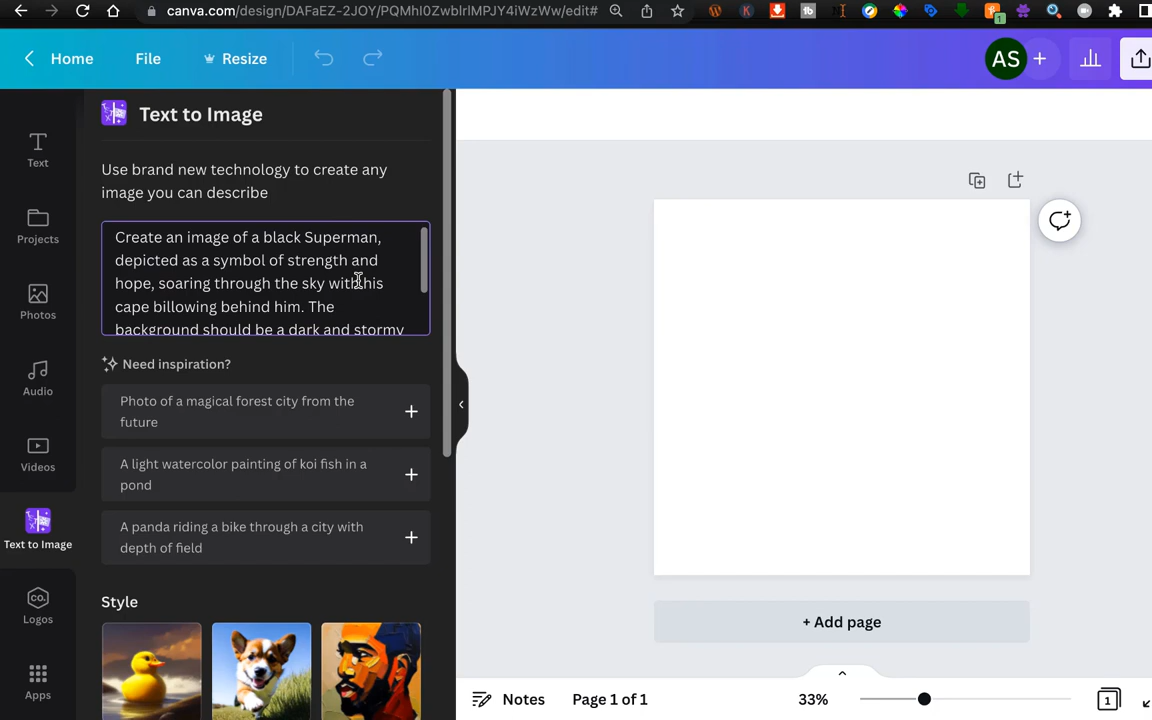 canva.com/design/DAFaEZ-2JOY/PQMhI0ZwblrlMPJY4iWzWw/edit#
Home
File
Resize
AS
Text to Image
Use brand new technology to create any
image you can describe
Create an image of a black Superman,
depicted as a symbol of strength and
hope, soaring through the sky with his
cape billowing behind him. The
background should be a dark and stormy
Need inspiration?
Photo of a magical forest city from the
future
A light watercolor painting of koi fish in a
pond
A panda riding a bike through a city with
depth of field
Style
Text
Projects
Photos
Audio
Videos
Text to Image
CO.
Logos
Apps
+ Add page
Notes
Page 1 of 1
33%
1